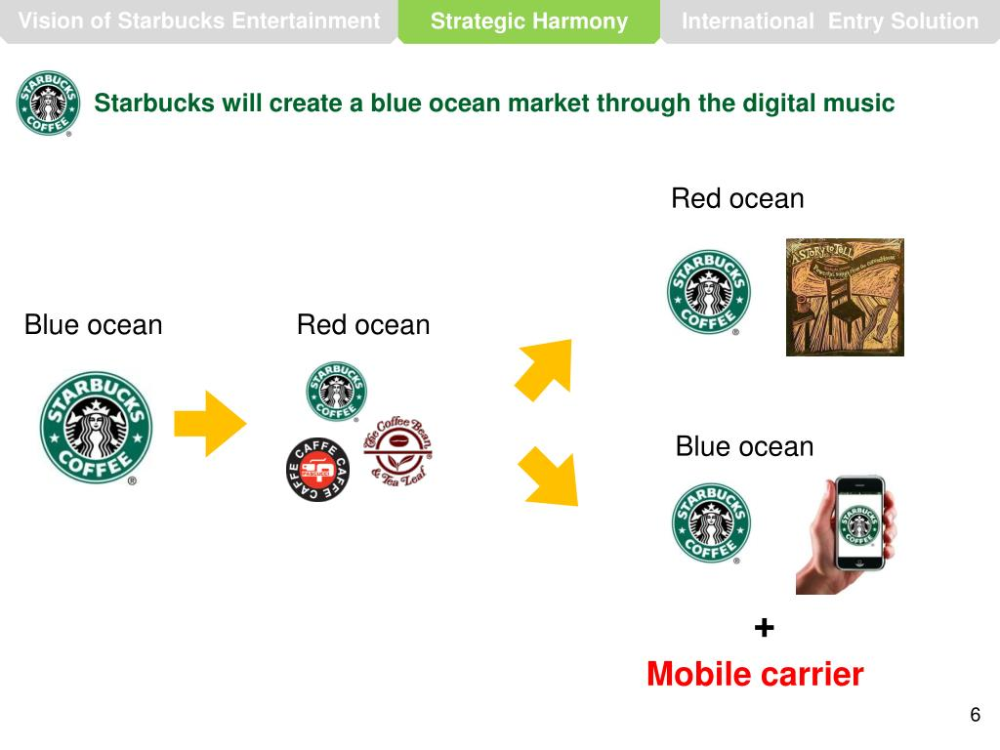 Vision of Starbucks Entertainment
Strategic Harmony
International Entry Solution
STARBUCKS
COFFEE
®
Starbucks will create a blue ocean market through the digital music
Red ocean
STARBUCKS
COFFEE
®
A STORY to TELL
Blue ocean
Red ocean
STARBUCKS
COFFEE
®
STARBUCKS
COFFEE
®
The Coffee Bean
& Tea Leaf
®
CAFFE CAFFE CAFFE CAFFE
PASCUCCI
Blue ocean
STARBUCKS
COFFEE
®
STARBUCKS
COFFEE
+
Mobile carrier
6